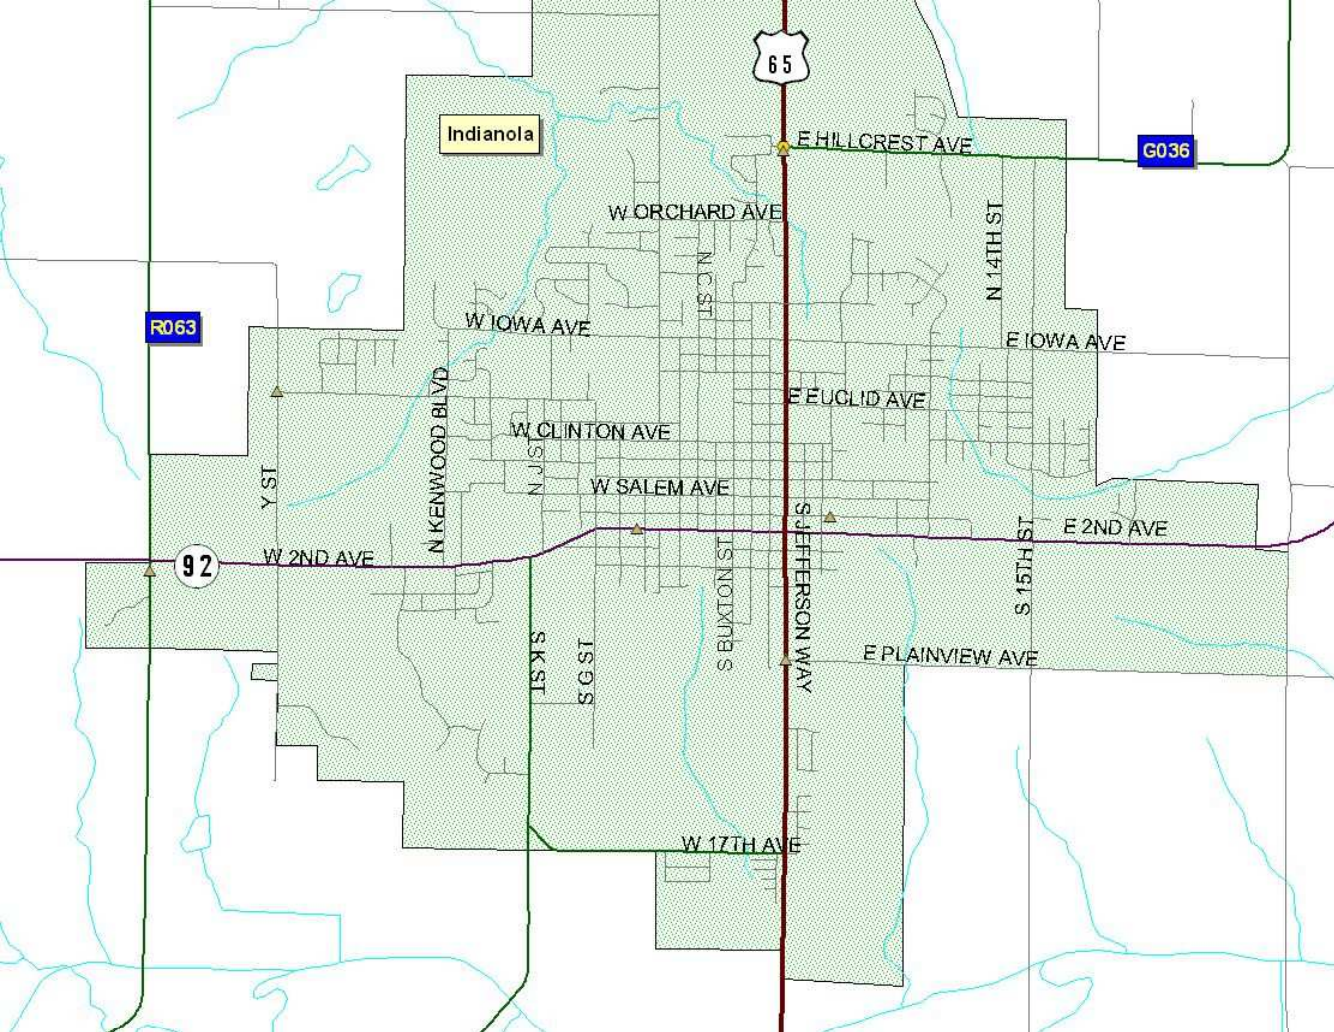 65
Indianola
E HILLCREST AVE
G036
W ORCHARD AVE
N 14TH ST
N C ST
R063
W IOWA AVE
E IOWA AVE
N KENWOOD BLVD
E EUCLID AVE
W CLINTON AVE
N J ST
Y ST
W SALEM AVE
S JEFFERSON WAY
E 2ND AVE
S 15TH ST
W 2ND AVE
92
S BUXTON ST
S K ST
S G ST
E PLAINVIEW AVE
W 17TH AVE